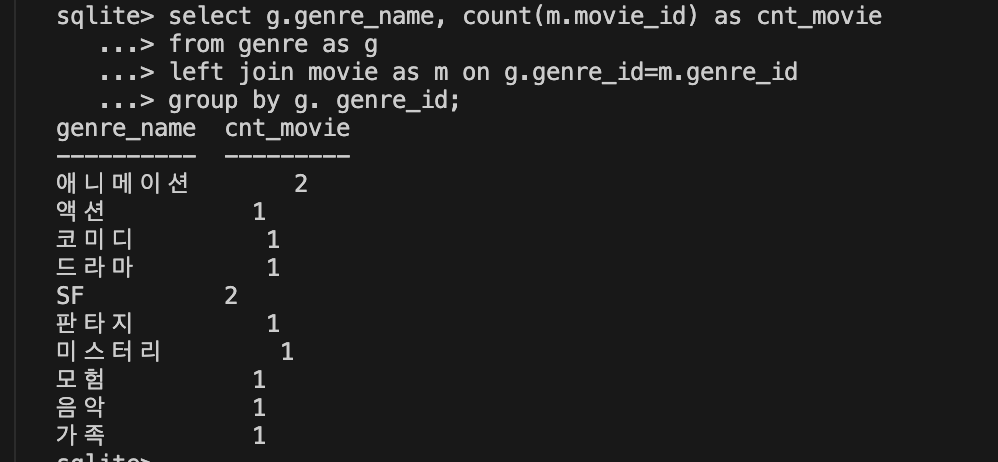 sqlite> select g.genre_name, count(m.movie_id) as cnt_movie
...> from genre as g
...> left join movie as m on g.genre_id=m.genre_id
...> group by g. genre_id;
genre_name  cnt_movie
----------  ---------
애니메이션 2
액션 1
코미디 1
드라마 1
SF 2
판타지 1
미스터리 1
모험 1
음악 1
가족 1
sqlite>